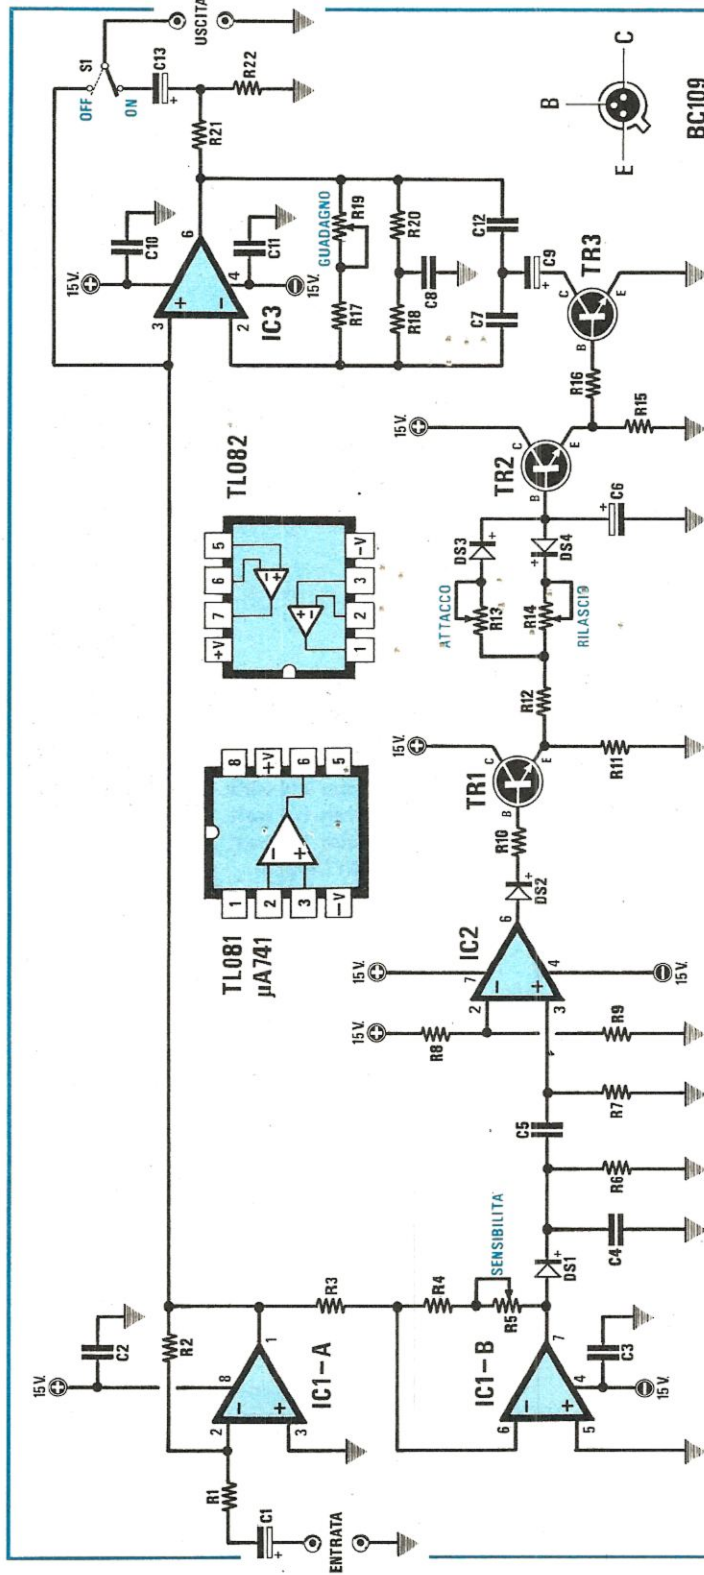 15V.
C2
R2
R1
C1
+
ENTRATA
2
-
8
+
3
1
IC1-A
R3
R4
SENSIBILITA'
R5
6
-
+
5
7
4
IC1-B
C3
15V.
DS1
+
C4
R6
C5
R7
15V.
R8
R9
15V.
2
-
7
+
3
6
4
IC2
15V.
DS2
+
R10
TR1
B
C
E
15V.
R11
R12
ATTACCO
R13
DS3
+
R14
RILASCIO
DS4
+
C6
+
TR2
B
C
E
15V.
R15
R16
TR3
B
C
E
C9
+
C7
C12
R18
R20
C8
R17
R19
GUADAGNO
15V.
C10
3
+
-
2
6
4
IC3
C11
15V.
R21
R22
C13
+
OFF
ON
S1
USCITA
TL081
µA741
1
2
3
-V
8
+V
6
5
-
+
TL082
+V
7
6
5
1
2
3
-V
-
+
+
-
B
E
C
BC109